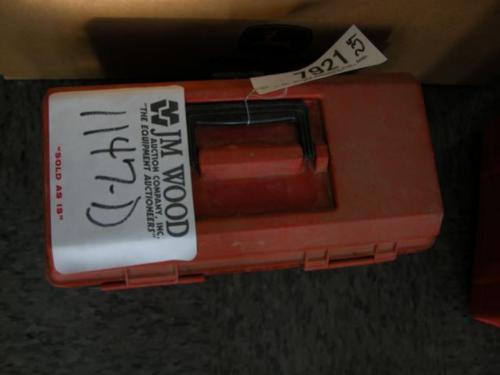 7921
25
JM WOOD
AUCTION COMPANY, INC.
"THE EQUIPMENT AUCTIONEERS"
1147-D
"SOLD AS IS"